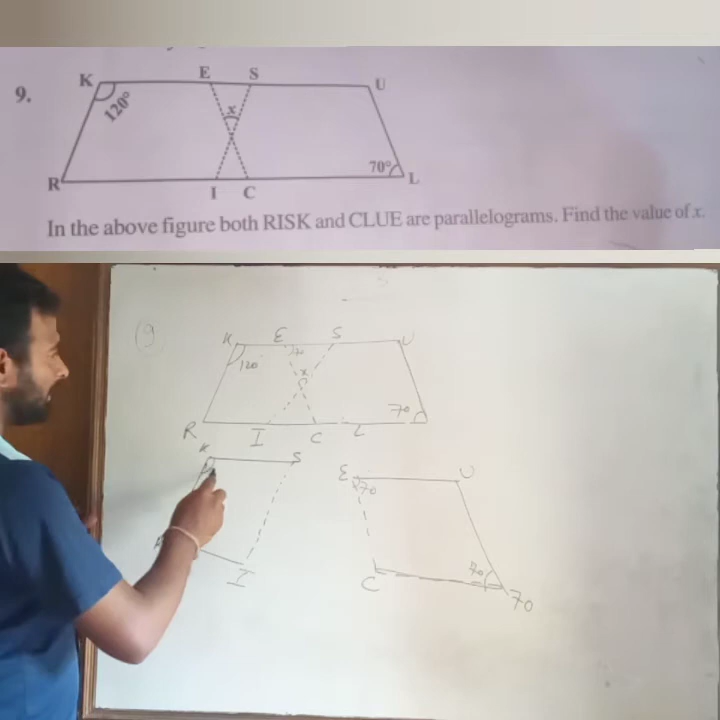 9.
K E S U
120°
x
70°
R I C L
In the above figure both RISK and CLUE are parallelograms. Find the value of x.
(9)
K E S U
70
120°
x
70
R I C L
K S
E U
70
I
C 70
70